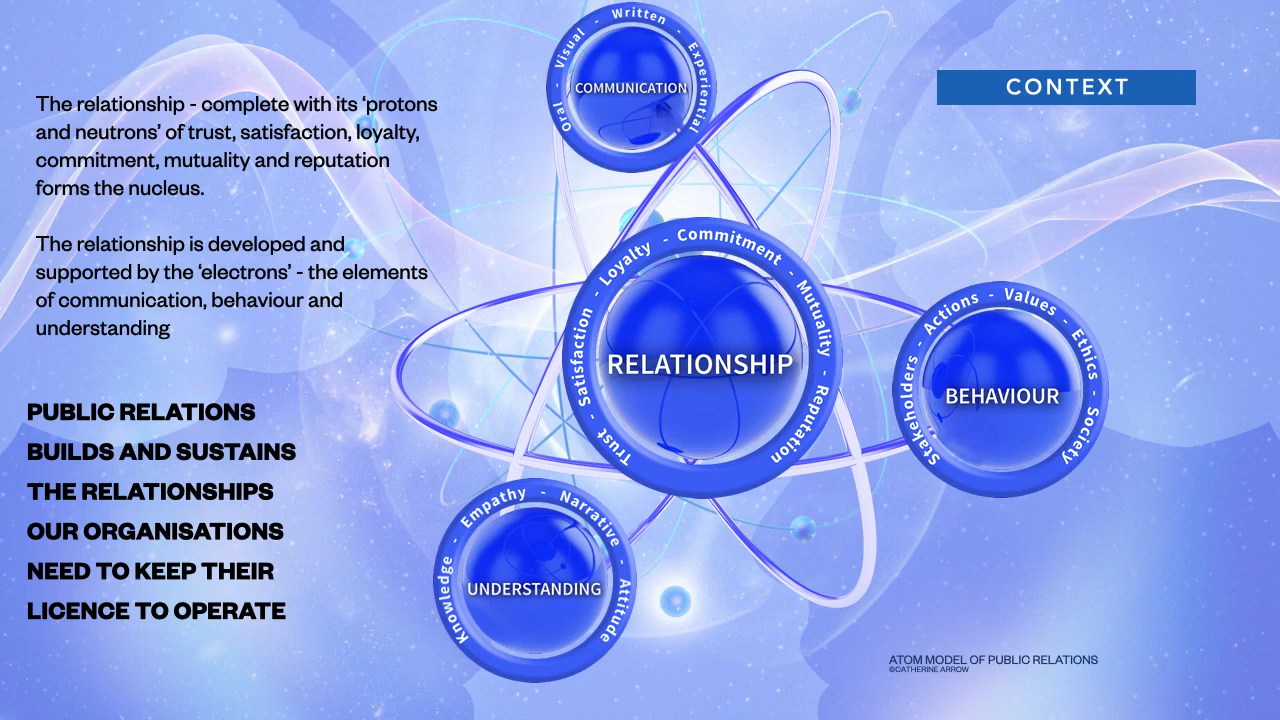 The relationship - complete with its ‘protons
and neutrons’ of trust, satisfaction, loyalty,
commitment, mutuality and reputation
forms the nucleus.
The relationship is developed and
supported by the ‘electrons’ - the elements
of communication, behaviour and
understanding
PUBLIC RELATIONS
BUILDS AND SUSTAINS
THE RELATIONSHIPS
OUR ORGANISATIONS
NEED TO KEEP THEIR
LICENCE TO OPERATE
Oral - Visual - Written - Experiential
COMMUNICATION
CONTEXT
Trust - Satisfaction - Loyalty - Commitment - Mutuality - Reputation
RELATIONSHIP
Stakeholders - Actions - Values - Ethics - Society
BEHAVIOUR
Knowledge - Empathy - Narrative - Attitude
UNDERSTANDING
ATOM MODEL OF PUBLIC RELATIONS
©CATHERINE ARROW